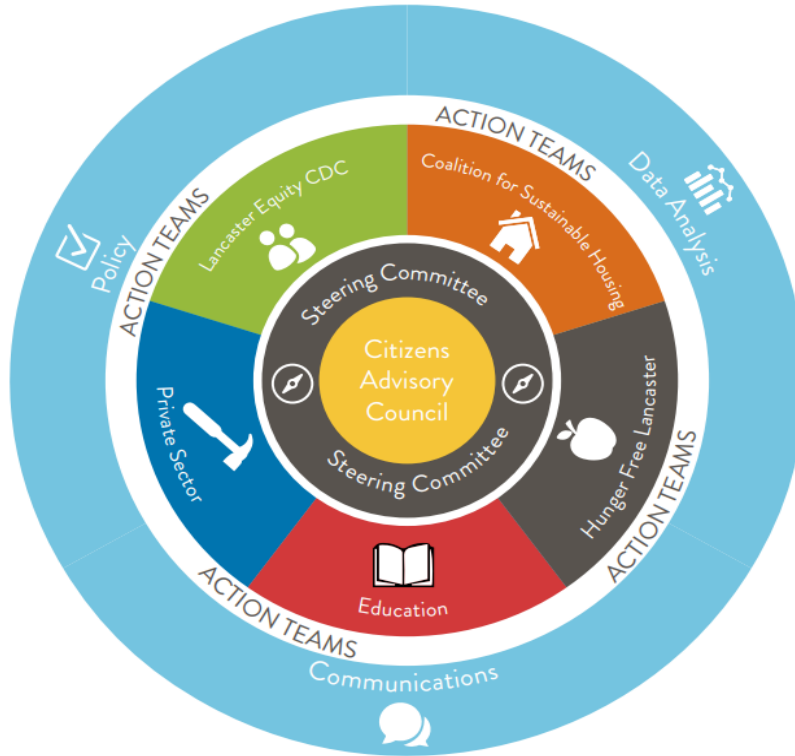 ACTION TEAMS
Data Analysis
Policy
ACTION TEAMS
Lancaster Equity CDC
Coalition for Sustainable Housing
Steering Committee
Citizens
Advisory
Council
Steering Committee
Private Sector
Hunger Free Lancaster
Education
ACTION TEAMS
ACTION TEAMS
Communications